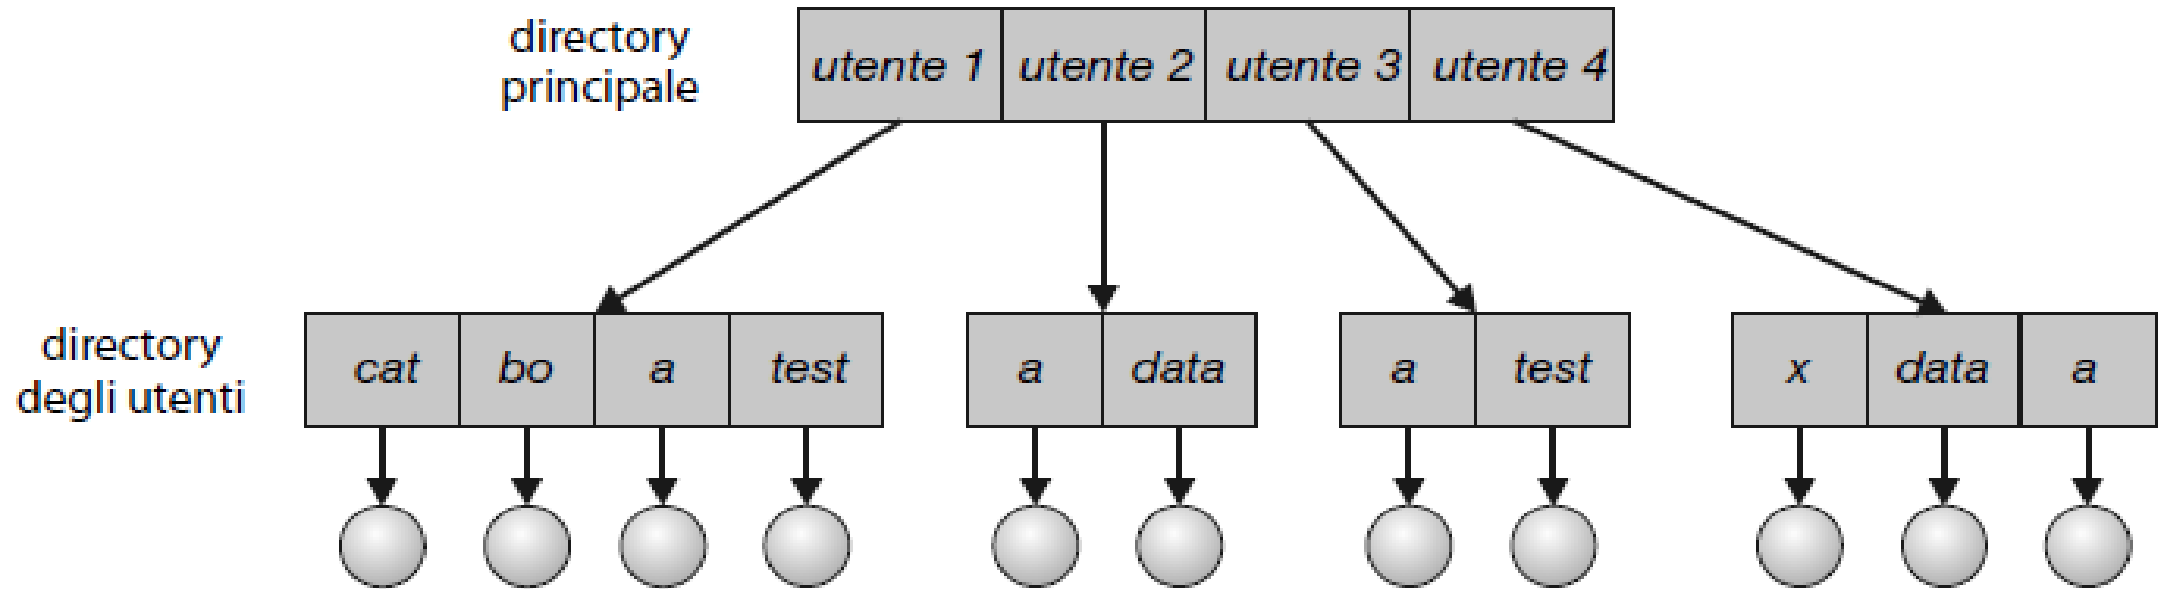 directory
principale
utente 1 utente 2 utente 3 utente 4
directory
degli utenti
cat bo a test a data a test x data a